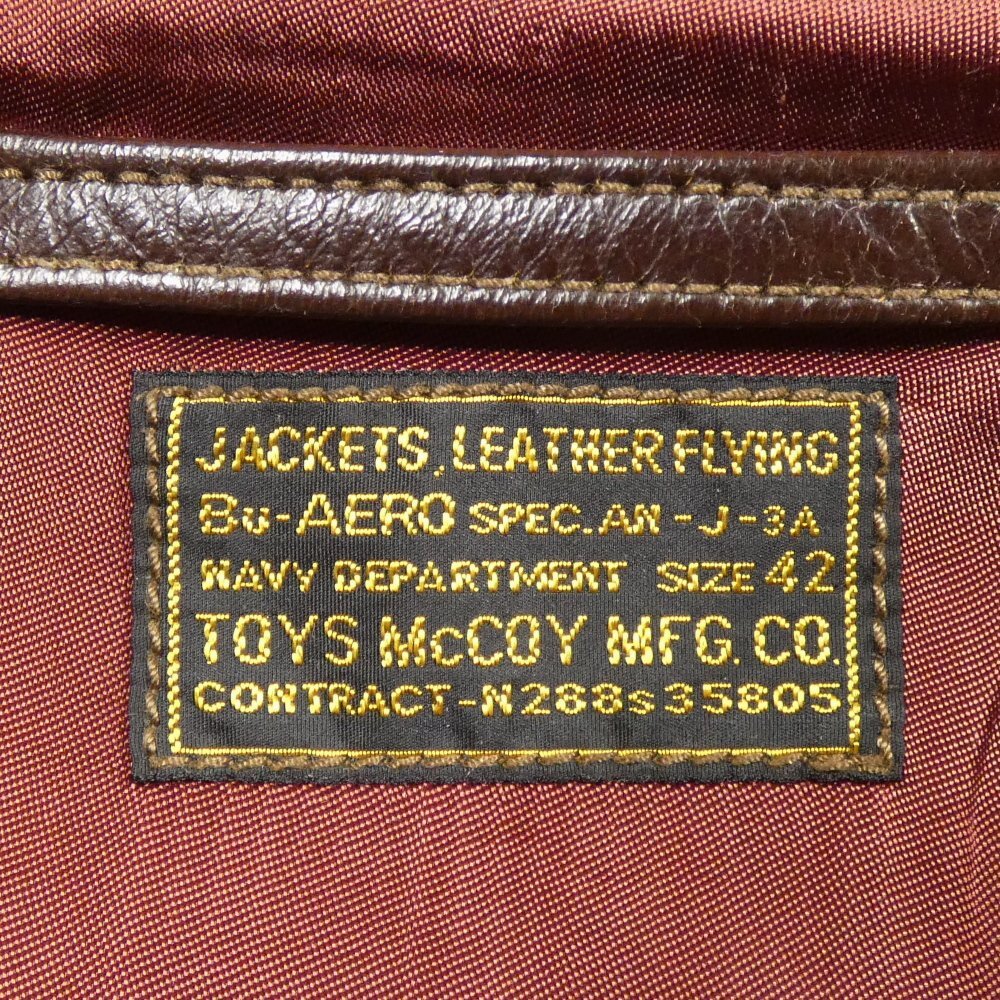 JACKETS, LEATHER FLYING
Bu-AERO SPEC. AN-J-3A
NAVY DEPARTMENT SIZE 42
TOYS McCOY MFG. CO.
CONTRACT-N288s35805